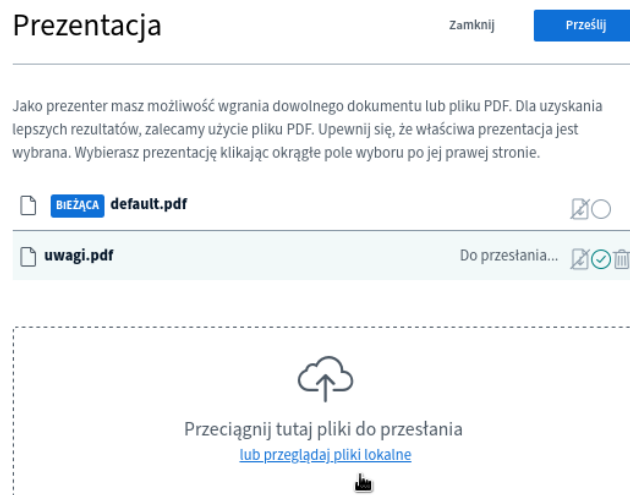 Prezentacja
Zamknij
Prześlij
Jako prezenter masz możliwość wgrania dowolnego dokumentu lub pliku PDF. Dla uzyskania
lepszych rezultatów, zalecamy użycie pliku PDF. Upewnij się, że właściwa prezentacja jest
wybrana. Wybierasz prezentację klikając okrągłe pole wyboru po jej prawej stronie.
BIEŻĄCA default.pdf
uwagi.pdf Do przesłania...
Przeciągnij tutaj pliki do przesłania
lub przeglądaj pliki lokalne